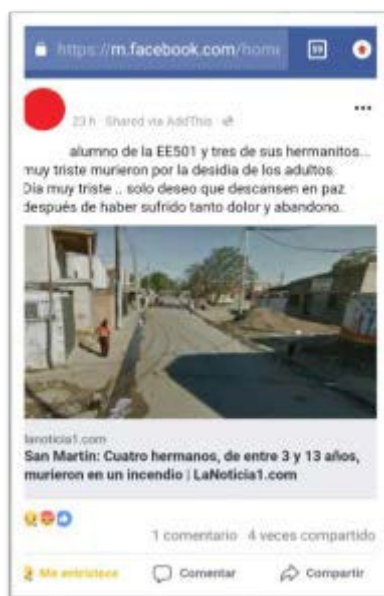 https://m.facebook.com/home
59
23 h · Shared via AddThis
alumno de la EE501 y tres de sus hermanitos...
muy triste murieron por la desidia de los adultos.
Dia muy triste .. solo deseo que descansen en paz
después de haber sufrido tanto dolor y abandono.
lanoticia1.com
San Martín: Cuatro hermanos, de entre 3 y 13 años,
murieron en un incendio | LaNoticia1.com
1 comentario 4 veces compartido
Me entristece Comentar Compartir